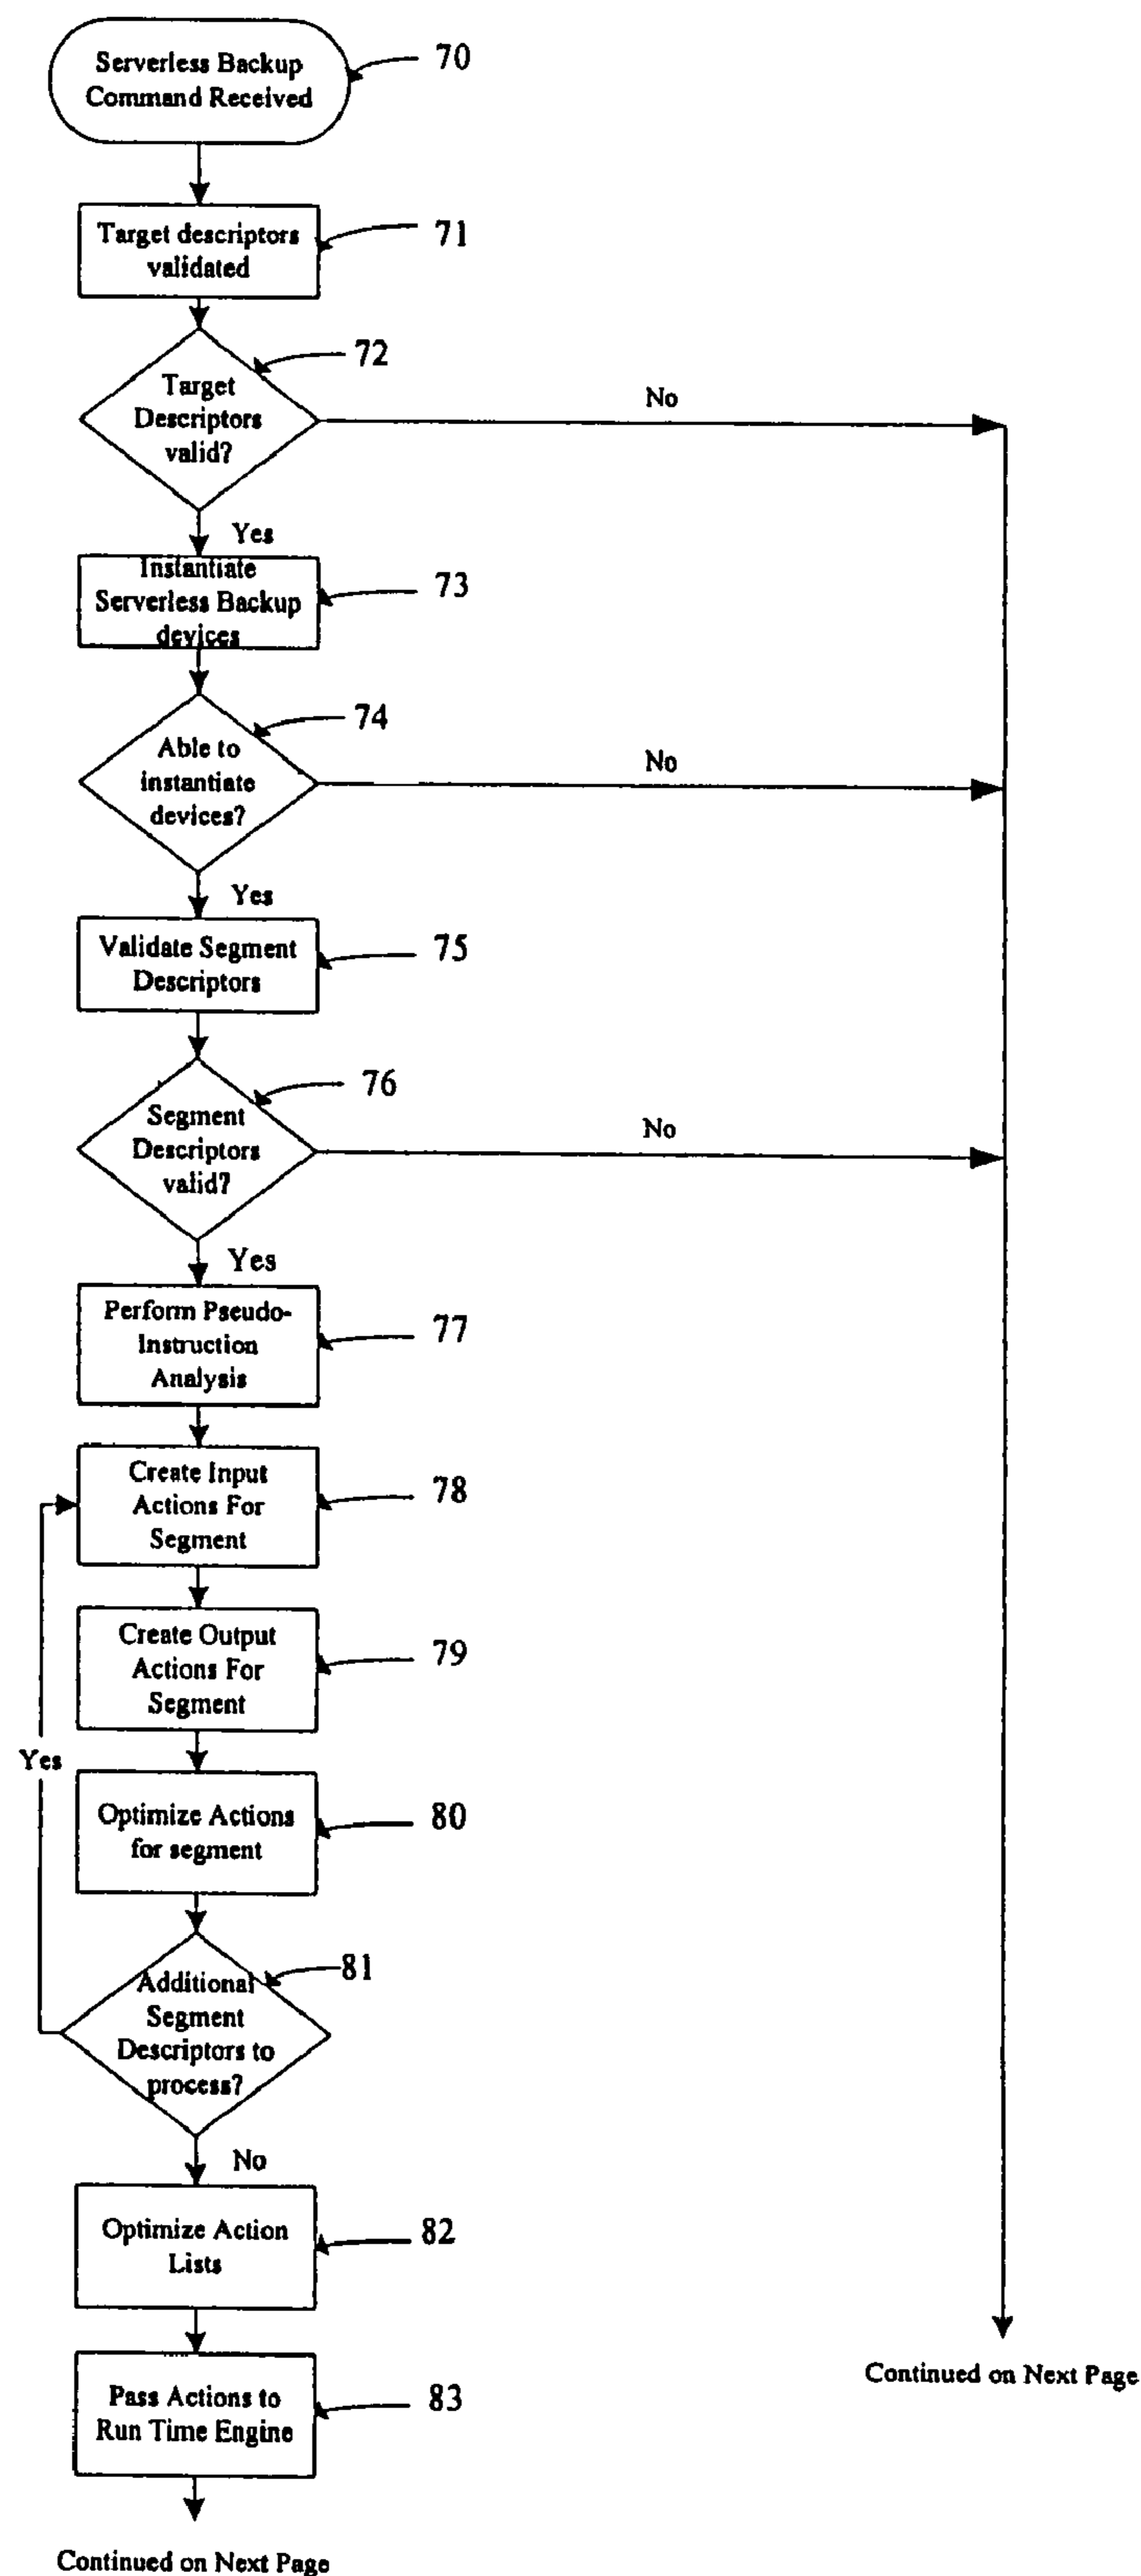 Serverless Backup
Command Received
70
Target descriptors
validated
71
72
Target
Descriptors
valid?
No
Yes
Instantiate
Serverless Backup
devices
73
74
Able to
instantiate
devices?
No
Yes
Validate Segment
Descriptors
75
76
Segment
Descriptors
valid?
No
Yes
Perform Pseudo-
Instruction
Analysis
77
Create Input
Actions For
Segment
78
Create Output
Actions For
Segment
79
Yes
Optimize Actions
for segment
80
81
Additional
Segment
Descriptors to
process?
No
Optimize Action
Lists
82
Pass Actions to
Run Time Engine
83
Continued on Next Page
Continued on Next Page